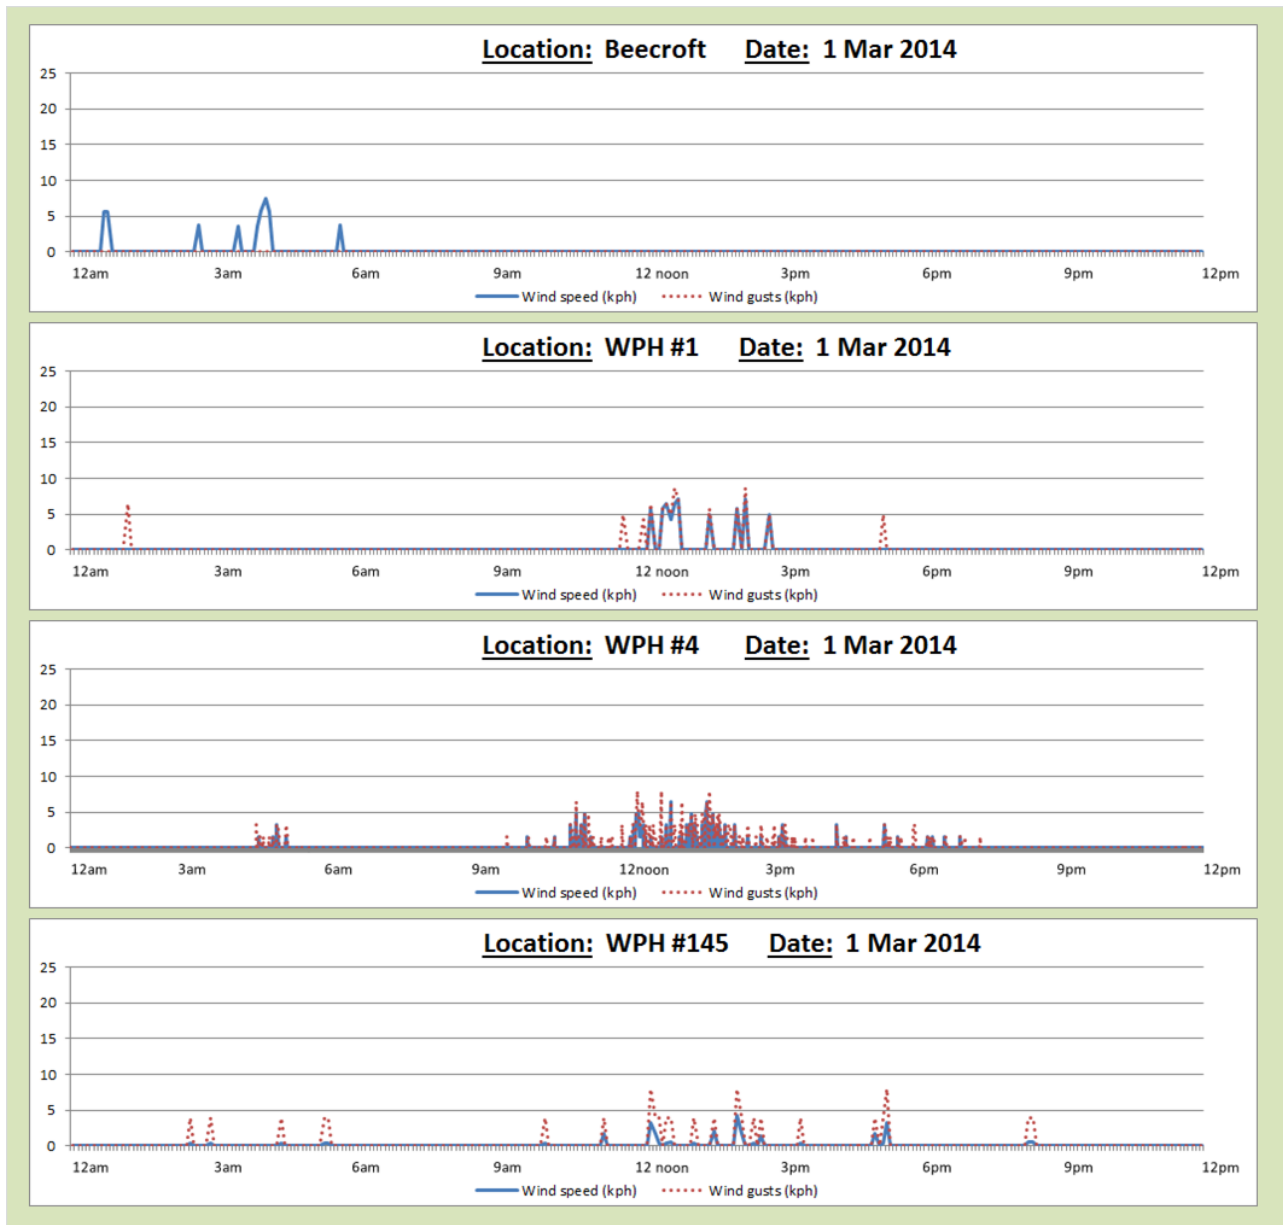 Location: Beecroft Date: 1 Mar 2014
25
20
15
10
5
0
12am 3am 6am 9am 12 noon 3pm 6pm 9pm 12pm
Wind speed (kph) Wind gusts (kph)
Location: WPH #1 Date: 1 Mar 2014
25
20
15
10
5
0
12am 3am 6am 9am 12 noon 3pm 6pm 9pm 12pm
Wind speed (kph) Wind gusts (kph)
Location: WPH #4 Date: 1 Mar 2014
25
20
15
10
5
0
12am 3am 6am 9am 12noon 3pm 6pm 9pm 12pm
Wind speed (kph) Wind gusts (kph)
Location: WPH #145 Date: 1 Mar 2014
25
20
15
10
5
0
12am 3am 6am 9am 12 noon 3pm 6pm 9pm 12pm
Wind speed (kph) Wind gusts (kph)